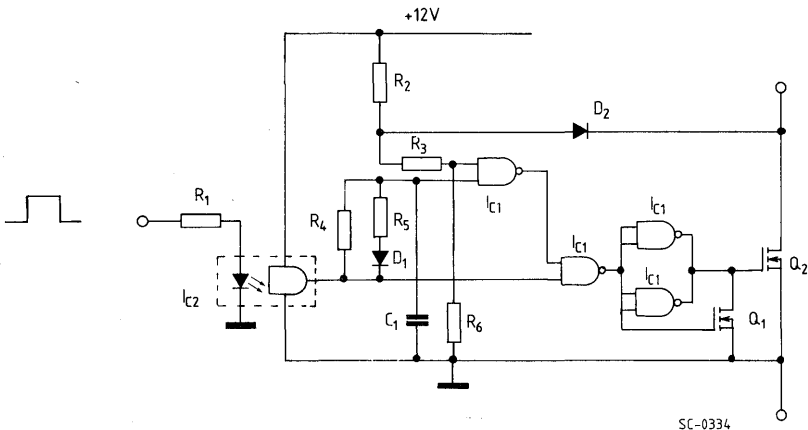 +12V
R2
D2
R3
R1
IC1
R4
R5
IC1
IC1
D1
IC1
Q2
IC2
C1
R6
Q1
SC-0334